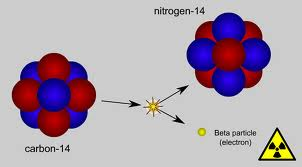 nitrogen-14
carbon-14
Beta particle
(electron)